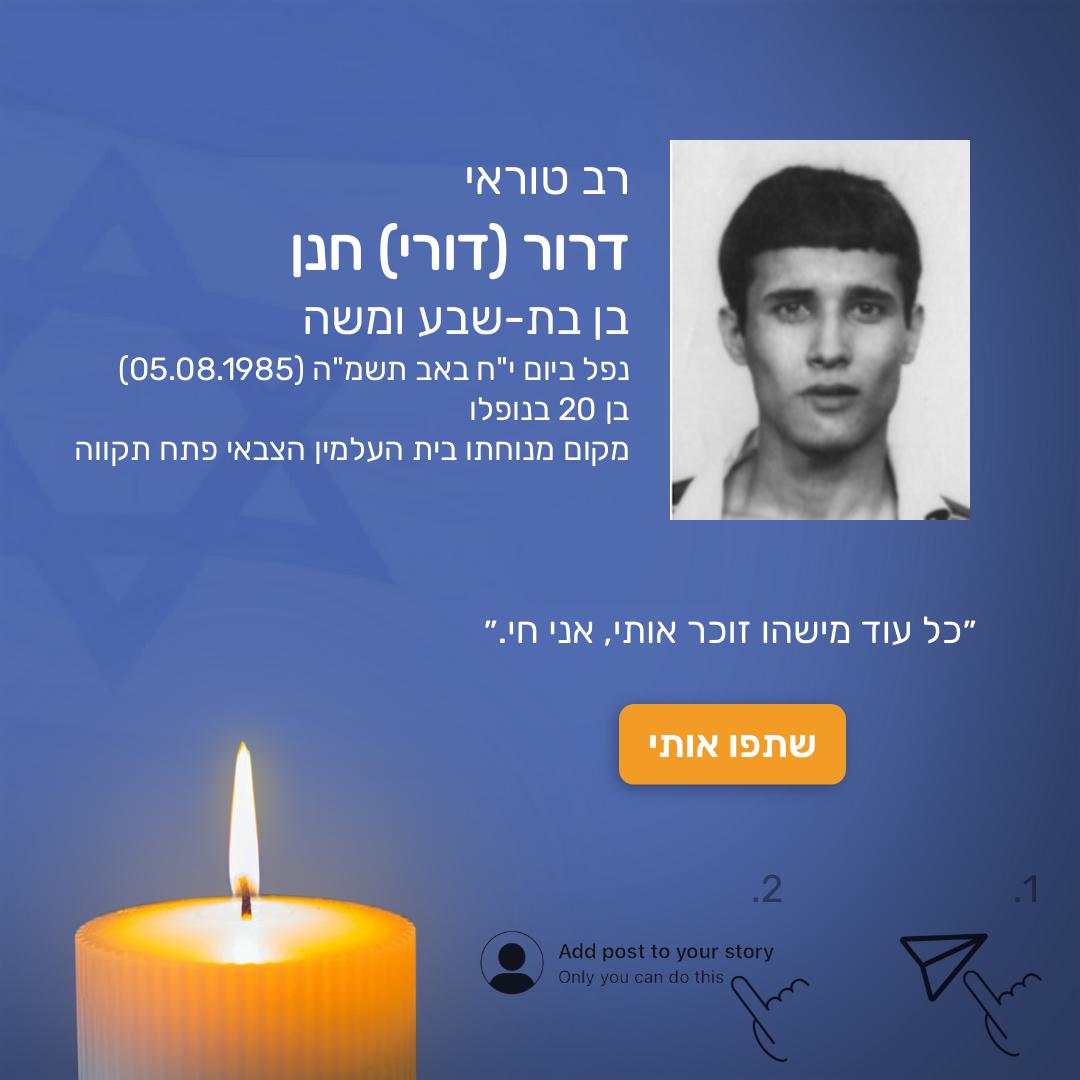 רב טוראי
דרור (דורי) חנן
בן בת-שבע ומשה
נפל ביום י"ח באב תשמ"ה (05.08.1985)
בן 20 בנופלו
מקום מנוחתו בית העלמין הצבאי פתח תקווה
״כל עוד מישהו זוכר אותי, אני חי.״
שתפו אותי
.1
.2
Add post to your story
Only you can do this